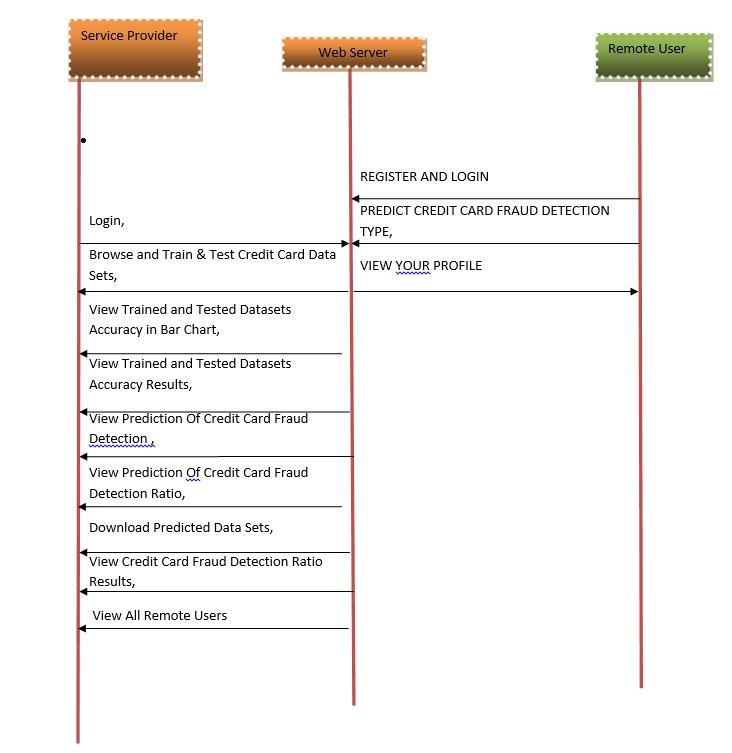 Service Provider
Web Server
Remote User
REGISTER AND LOGIN
PREDICT CREDIT CARD FRAUD DETECTION
TYPE,
VIEW YOUR PROFILE
Login,
Browse and Train & Test Credit Card Data
Sets,
View Trained and Tested Datasets
Accuracy in Bar Chart,
View Trained and Tested Datasets
Accuracy Results,
View Prediction Of Credit Card Fraud
Detection ,
View Prediction Of Credit Card Fraud
Detection Ratio,
Download Predicted Data Sets,
View Credit Card Fraud Detection Ratio
Results,
View All Remote Users